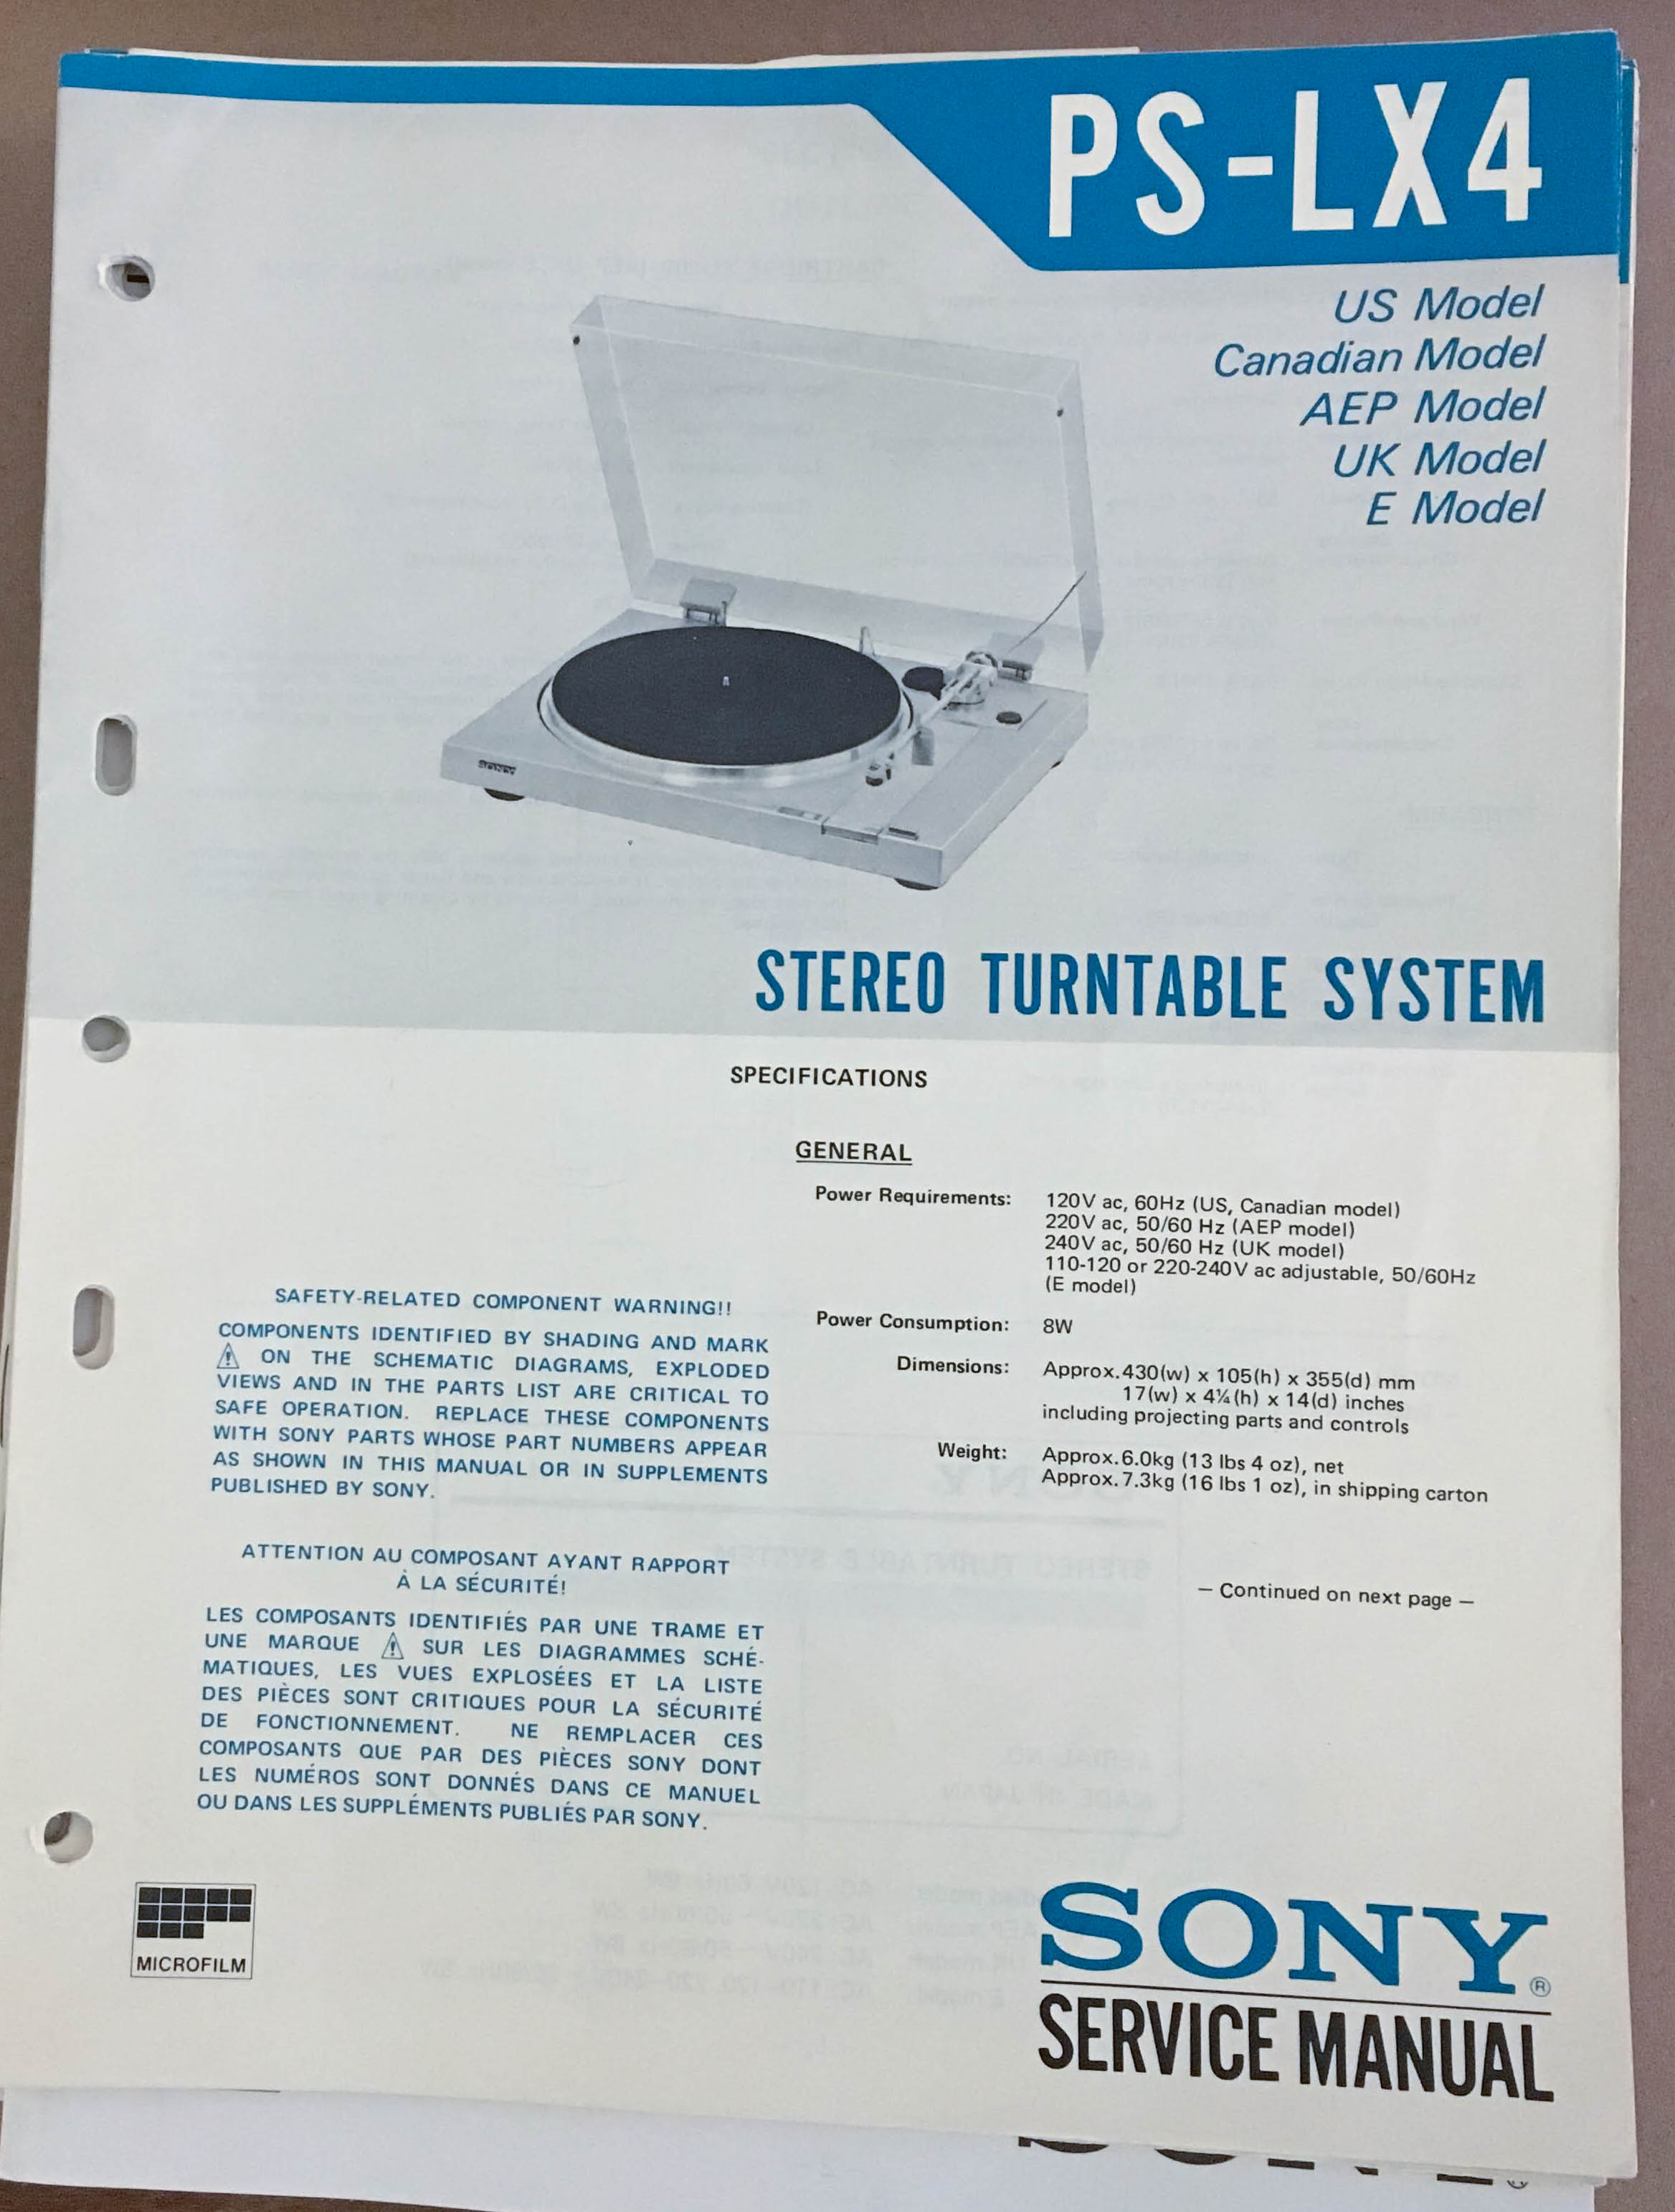 PS-LX4
US Model
Canadian Model
AEP Model
UK Model
E Model
SONY
STEREO TURNTABLE SYSTEM
SPECIFICATIONS
GENERAL
Power Requirements: 120V ac, 60Hz (US, Canadian model)
220V ac, 50/60 Hz (AEP model)
240V ac, 50/60 Hz (UK model)
110-120 or 220-240V ac adjustable, 50/60Hz
(E model)
Power Consumption: 8W
Dimensions: Approx.430(w) x 105(h) x 355(d) mm
17(w) x 4¼(h) x 14(d) inches
including projecting parts and controls
Weight: Approx.6.0kg (13 lbs 4 oz), net
Approx.7.3kg (16 lbs 1 oz), in shipping carton
— Continued on next page —
SAFETY-RELATED COMPONENT WARNING!!
COMPONENTS IDENTIFIED BY SHADING AND MARK
⚠ ON THE SCHEMATIC DIAGRAMS, EXPLODED
VIEWS AND IN THE PARTS LIST ARE CRITICAL TO
SAFE OPERATION. REPLACE THESE COMPONENTS
WITH SONY PARTS WHOSE PART NUMBERS APPEAR
AS SHOWN IN THIS MANUAL OR IN SUPPLEMENTS
PUBLISHED BY SONY.
ATTENTION AU COMPOSANT AYANT RAPPORT
À LA SÉCURITÉ!
LES COMPOSANTS IDENTIFIÉS PAR UNE TRAME ET
UNE MARQUE ⚠ SUR LES DIAGRAMMES SCHÉ-
MATIQUES, LES VUES EXPLOSÉES ET LA LISTE
DES PIÈCES SONT CRITIQUES POUR LA SÉCURITÉ
DE FONCTIONNEMENT. NE REMPLACER CES
COMPOSANTS QUE PAR DES PIÈCES SONY DONT
LES NUMÉROS SONT DONNÉS DANS CE MANUEL
OU DANS LES SUPPLÉMENTS PUBLIÉS PAR SONY.
MICROFILM
SONY®
SERVICE MANUAL